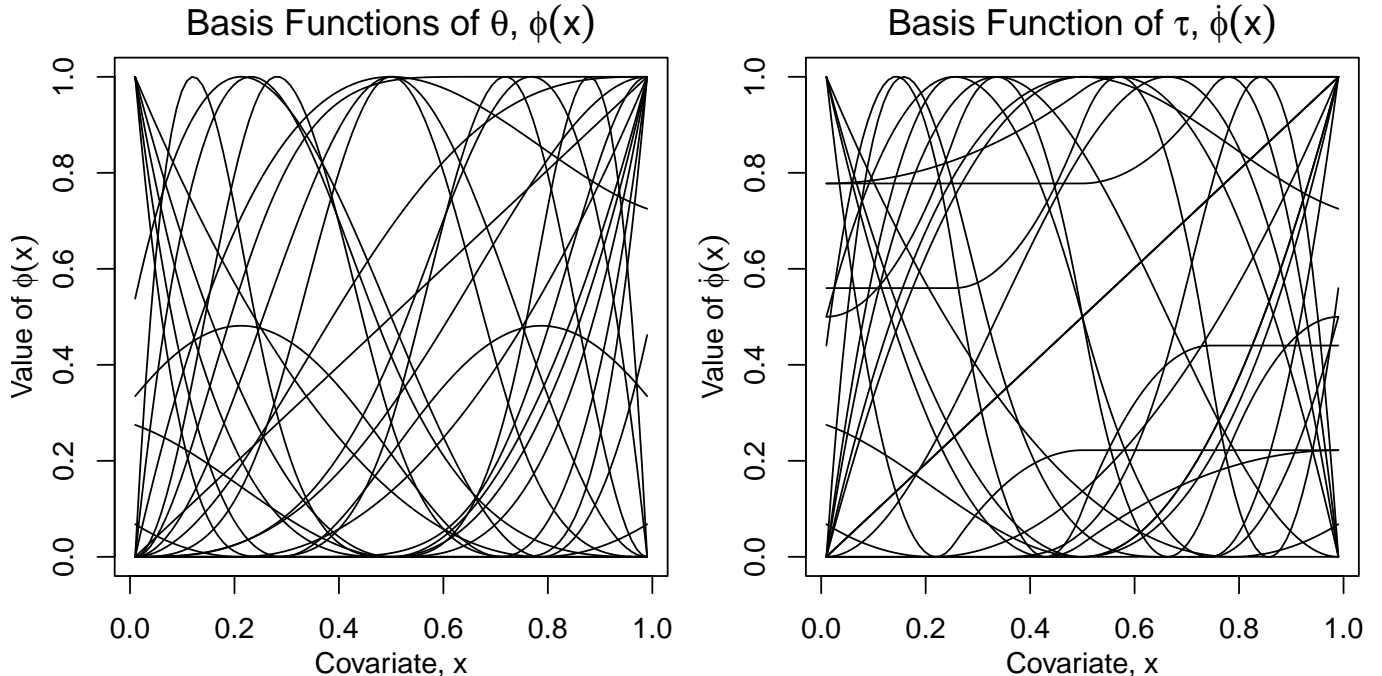 Basis Functions of θ, ϕ(x)
Value of ϕ(x)
1.0
0.8
0.6
0.4
0.2
0.0
0.0 0.2 0.4 0.6 0.8 1.0
Covariate, x
Basis Function of τ, ϕ̇(x)
Value of ϕ̇(x)
1.0
0.8
0.6
0.4
0.2
0.0
0.0 0.2 0.4 0.6 0.8 1.0
Covariate, x